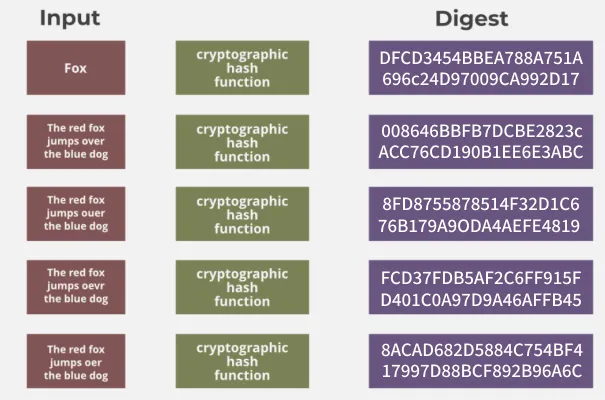 Input
Digest
Fox
cryptographic
hash
function
DFCD3454BBEA788A751A
696c24D97009CA992D17
The red fox
jumps over
the blue dog
cryptographic
hash
function
008646BBFB7DCBE2823c
ACC76CD190B1EE6E3ABC
The red fox
jumps ouer
the blue dog
cryptographic
hash
function
8FD8755878514F32D1C6
76B179A9ODA4AEFE4819
The red fox
jumps oevr
the blue dog
cryptographic
hash
function
FCD37FDB5AF2C6FF915F
D401C0A97D9A46AFFB45
The red fox
jumps oer
the blue dog
cryptographic
hash
function
8ACAD682D5884C754BF4
17997D88BCF892B96A6C